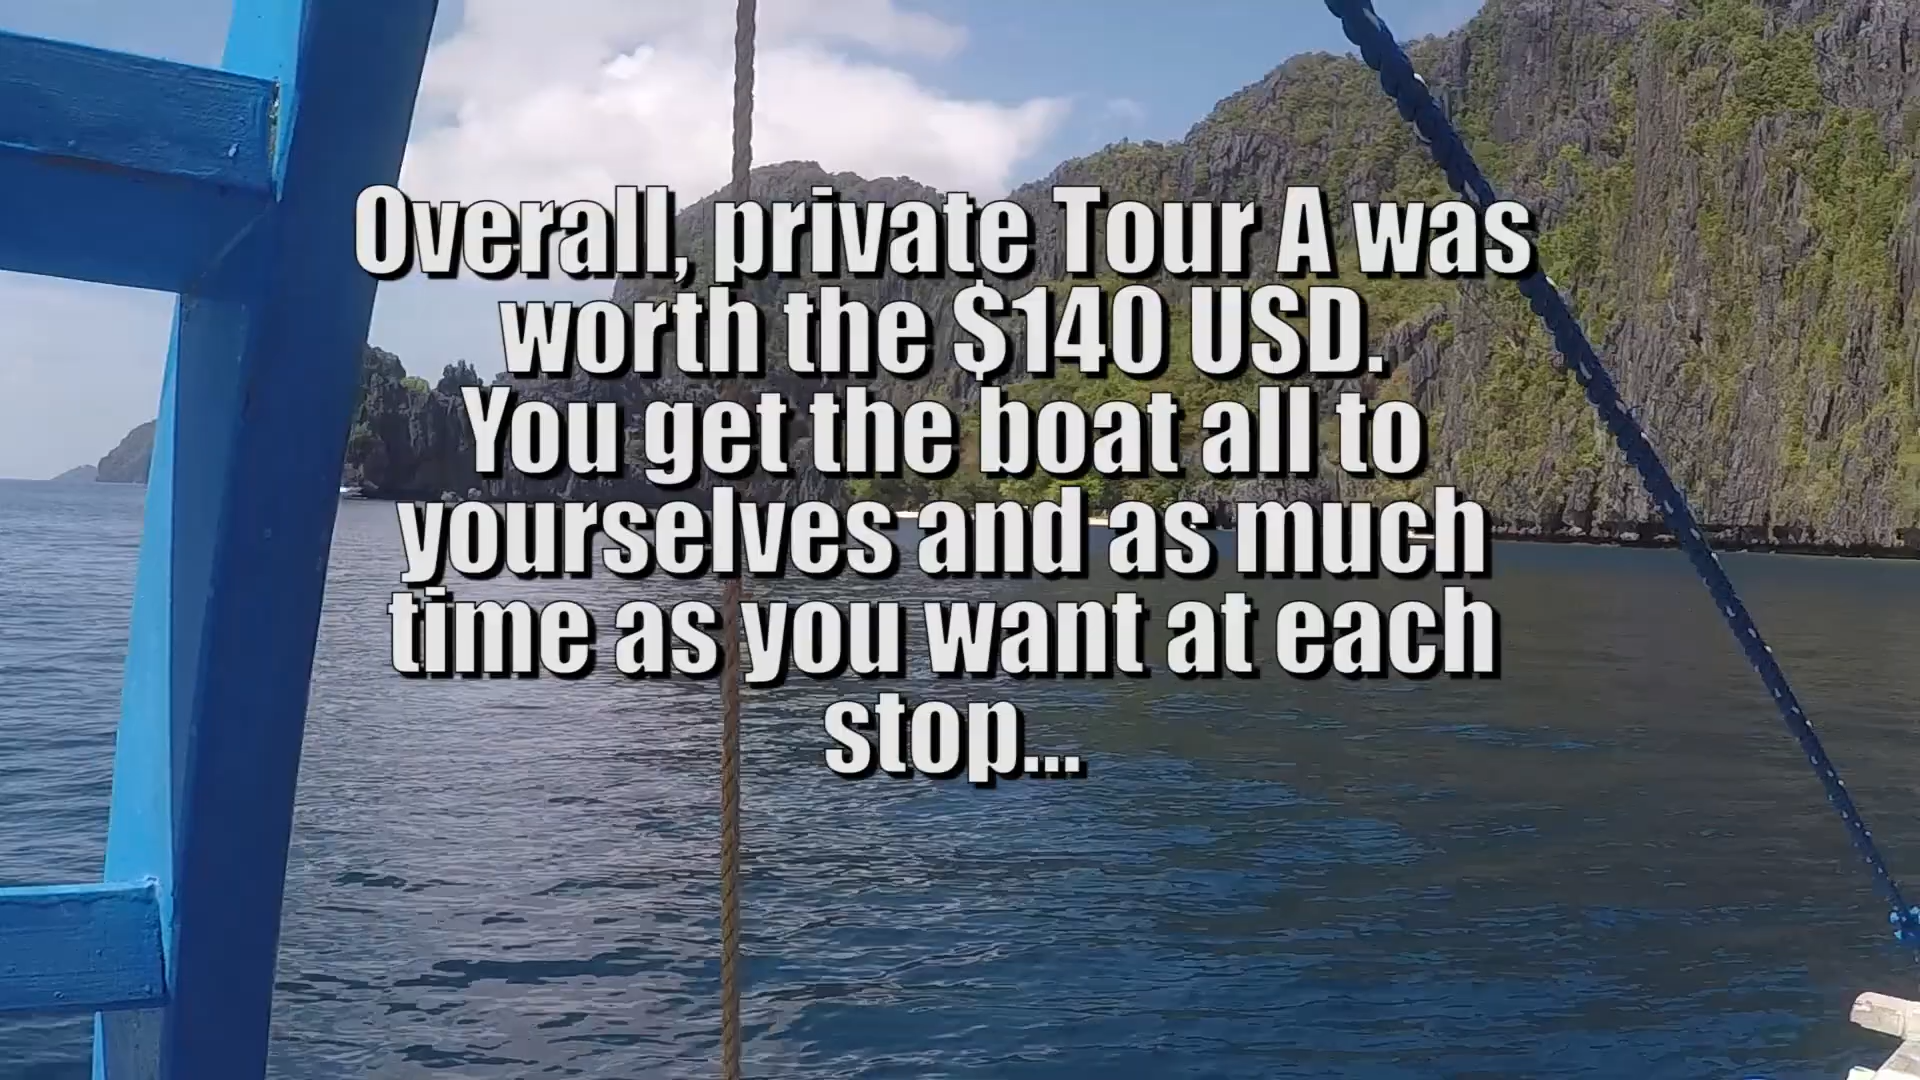 Overall, private Tour A was
worth the $140 USD.
You get the boat all to
yourselves and as much
time as you want at each
stop...